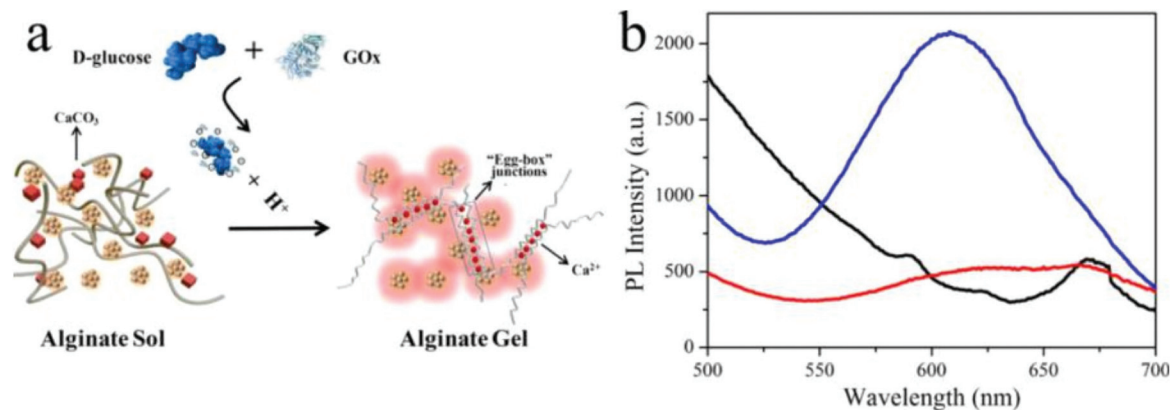 a
D-glucose + GOx
CaCO₃
× H×
"Egg-box"
junctions
Ca²⁺
Alginate Sol
Alginate Gel
b
PL Intensity (a.u.)
2000
1500
1000
500
0
500 550 600 650 700
Wavelength (nm)